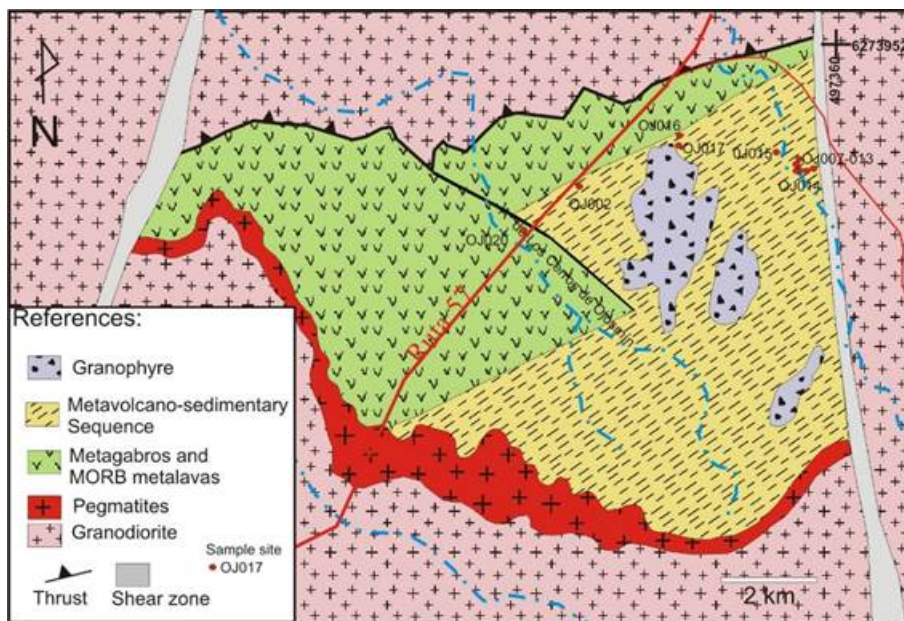 N
6273952
497360
OJ016
OJ017
OJ015
OJ007-013
OJ014
OJ002
OJ020
Ruta 57
References:
Granophyre
Metavolcano-sedimentary
Sequence
Metagabros and
MORB metalavas
Pegmatites
Granodiorite
Sample site
OJ017
Thrust
Shear zone
2 km